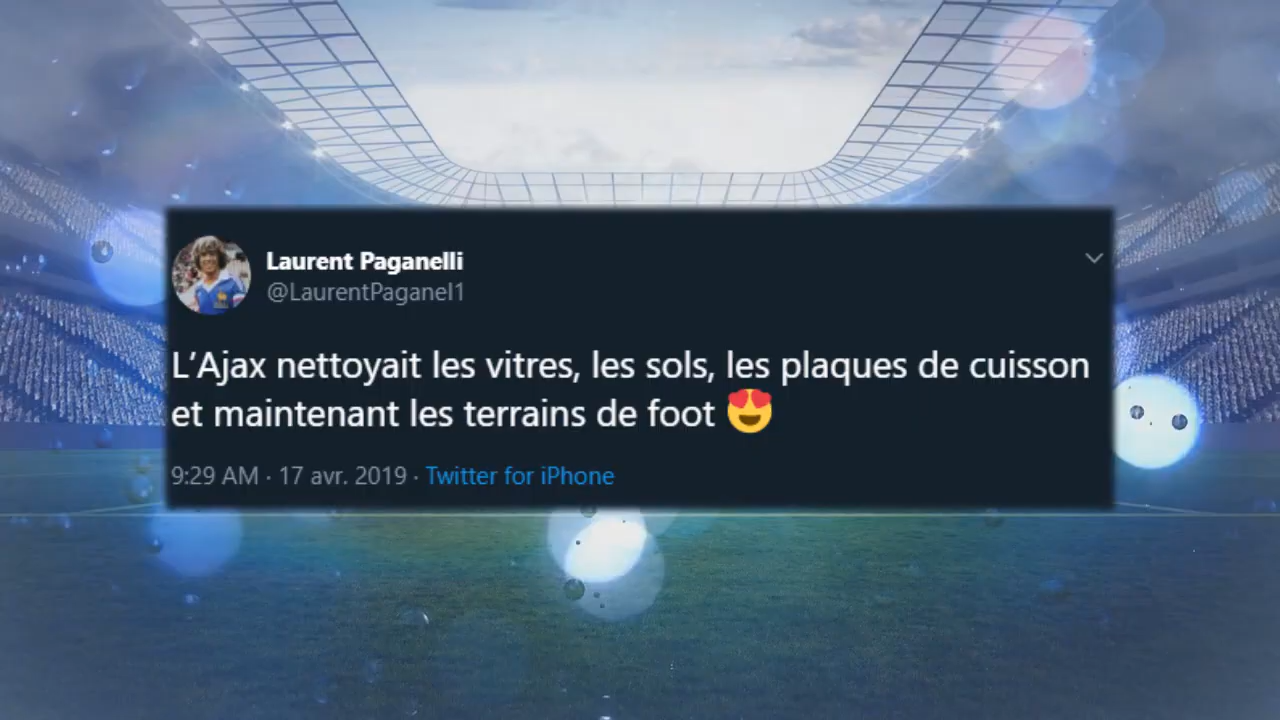 Laurent Paganelli
@LaurentPaganel1
L’Ajax nettoyait les vitres, les sols, les plaques de cuisson
et maintenant les terrains de foot 😍
9:29 AM · 17 avr. 2019 · Twitter for iPhone